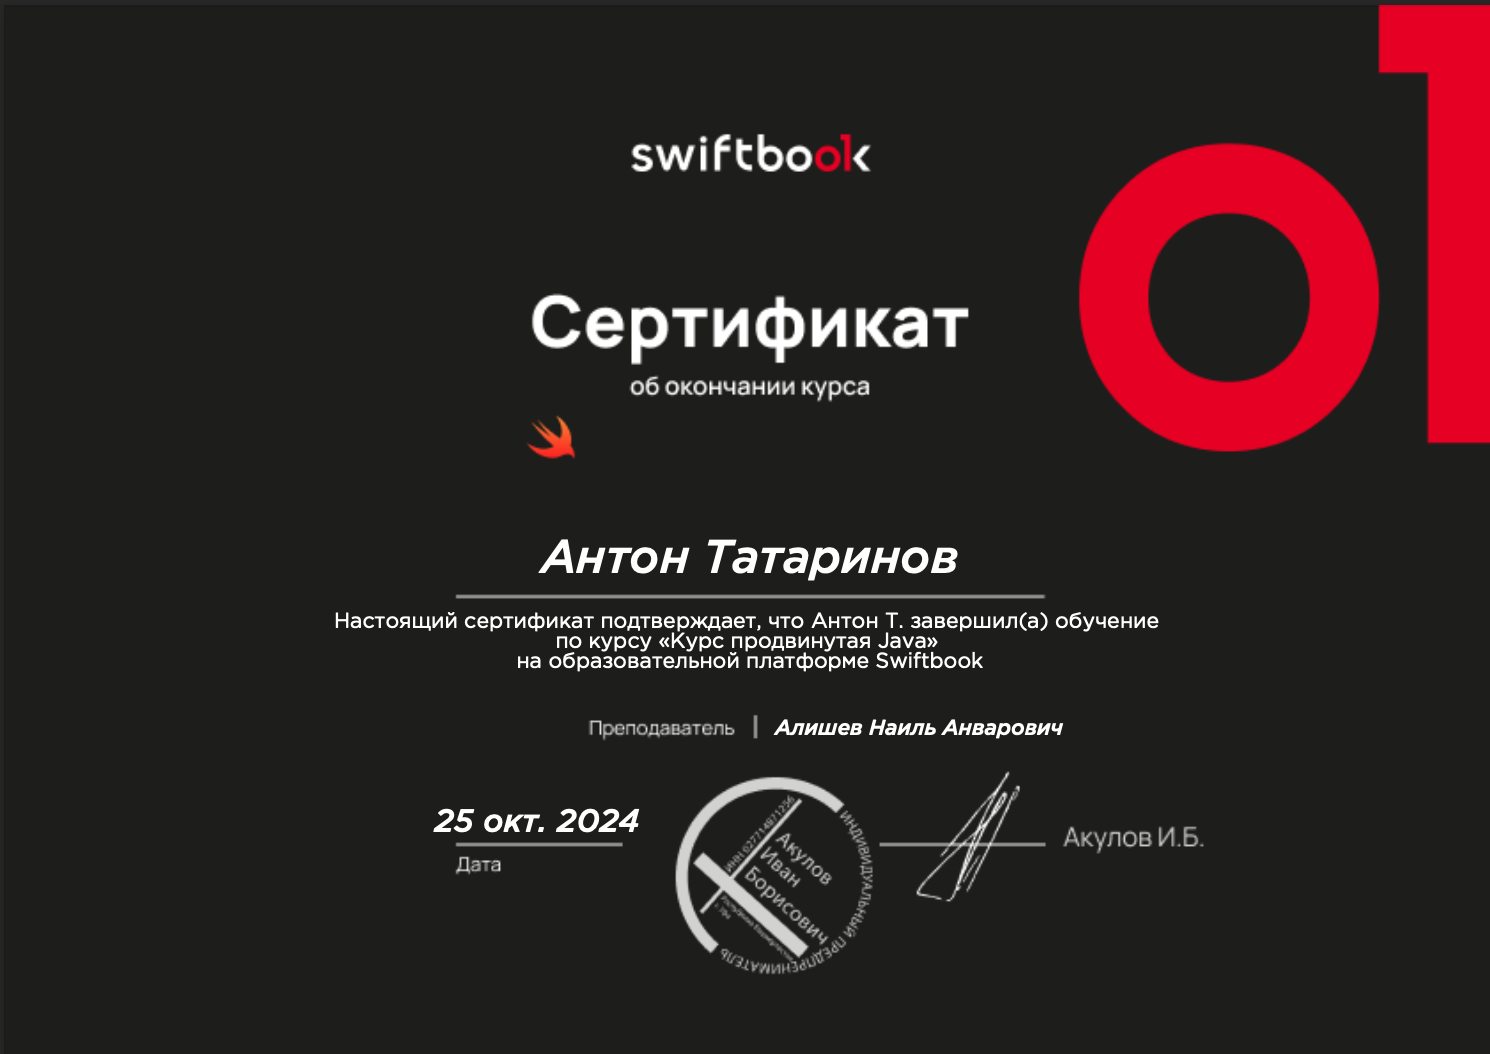 swiftbook
Сертификат
об окончании курса
Антон Татаринов
Настоящий сертификат подтверждает, что Антон Т. завершил(а) обучение
по курсу «Курс продвинутая Java»
на образовательной платформе Swiftbook
Преподаватель | Алишев Наиль Анварович
25 окт. 2024
Дата
ИНДИВИДУАЛЬНЫЙ ПРЕДПРЕНИМАТЕЛЬ
Акулов
Иван
Борисович
Акулов И.Б.